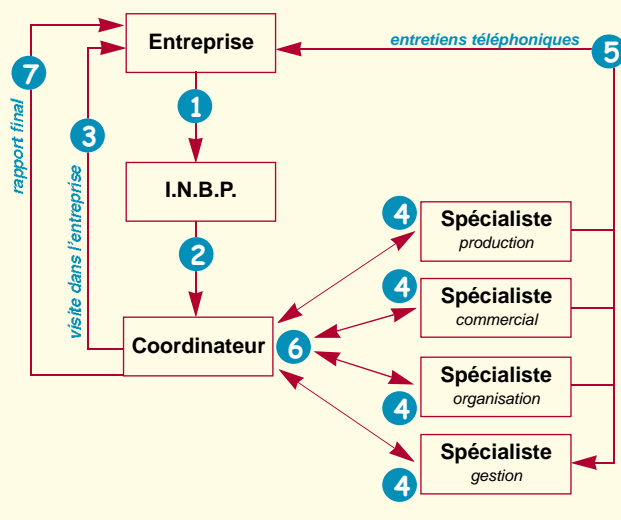 Entreprise
entretiens téléphoniques
5
7
1
rapport final
3
visite dans l'entreprise
I.N.B.P.
4
Spécialiste
production
2
4
Spécialiste
commercial
Coordinateur
6
Spécialiste
organisation
4
Spécialiste
gestion
4